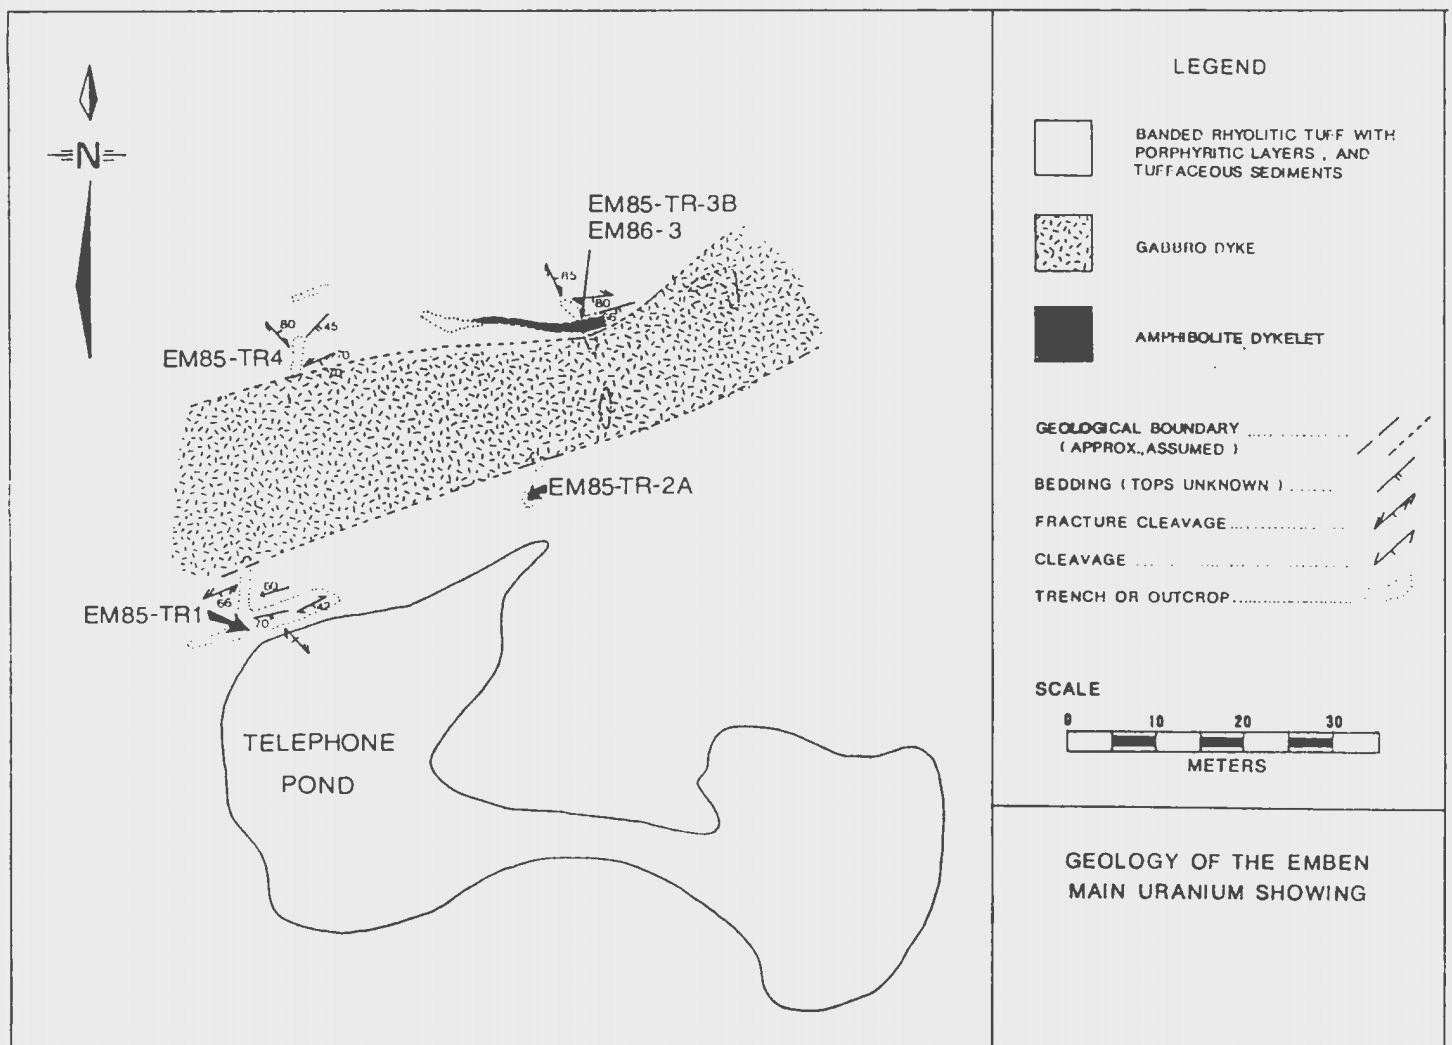 N
EM85-TR-3B
EM86-3
85
80
80
45
EM85-TR4
70
70
EM85-TR-2A
60
66
42
EM85-TR1
70
TELEPHONE
POND
LEGEND
BANDED RHYOLITIC TUFF WITH
PORPHYRITIC LAYERS , AND
TUFFACEOUS SEDIMENTS
GABBRO DYKE
AMPHIBOLITE DYKELET
GEOLOGICAL BOUNDARY
( APPROX., ASSUMED )
BEDDING ( TOPS UNKNOWN )
FRACTURE CLEAVAGE
CLEAVAGE
TRENCH OR OUTCROP
SCALE
0 10 20 30
METERS
GEOLOGY OF THE EMBEN
MAIN URANIUM SHOWING